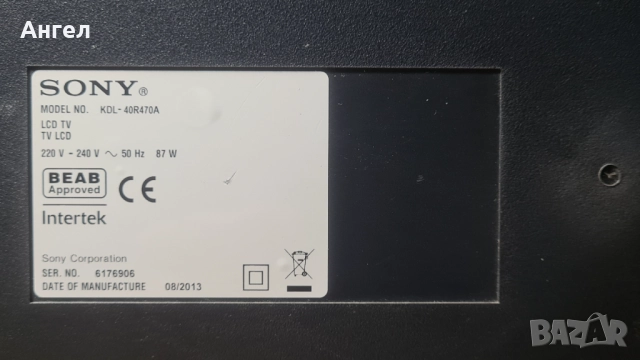 Ангел
SONY®
MODEL NO. KDL-40R470A
LCD TV
TV LCD
220 V - 240 V ~ 50 Hz 87 W
BEAB
Approved
CE
Intertek
Sony Corporation
SER. NO. 6176906
DATE OF MANUFACTURE 08/2013
BAZAR